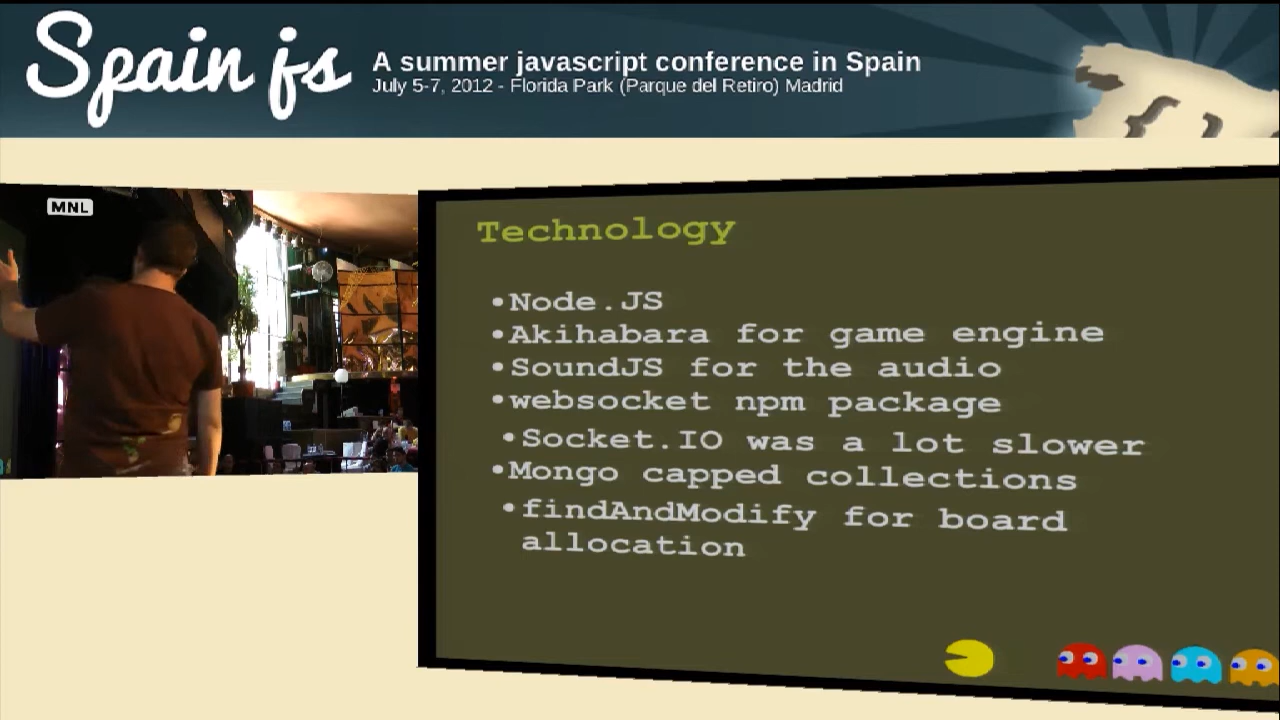 Spain js
A summer javascript conference in Spain
July 5-7, 2012 - Florida Park (Parque del Retiro) Madrid
{ }
MNL
Technology
•Node.JS
•Akihabara for game engine
•SoundJS for the audio
•websocket npm package
•Socket.IO was a lot slower
•Mongo capped collections
•findAndModify for board
allocation